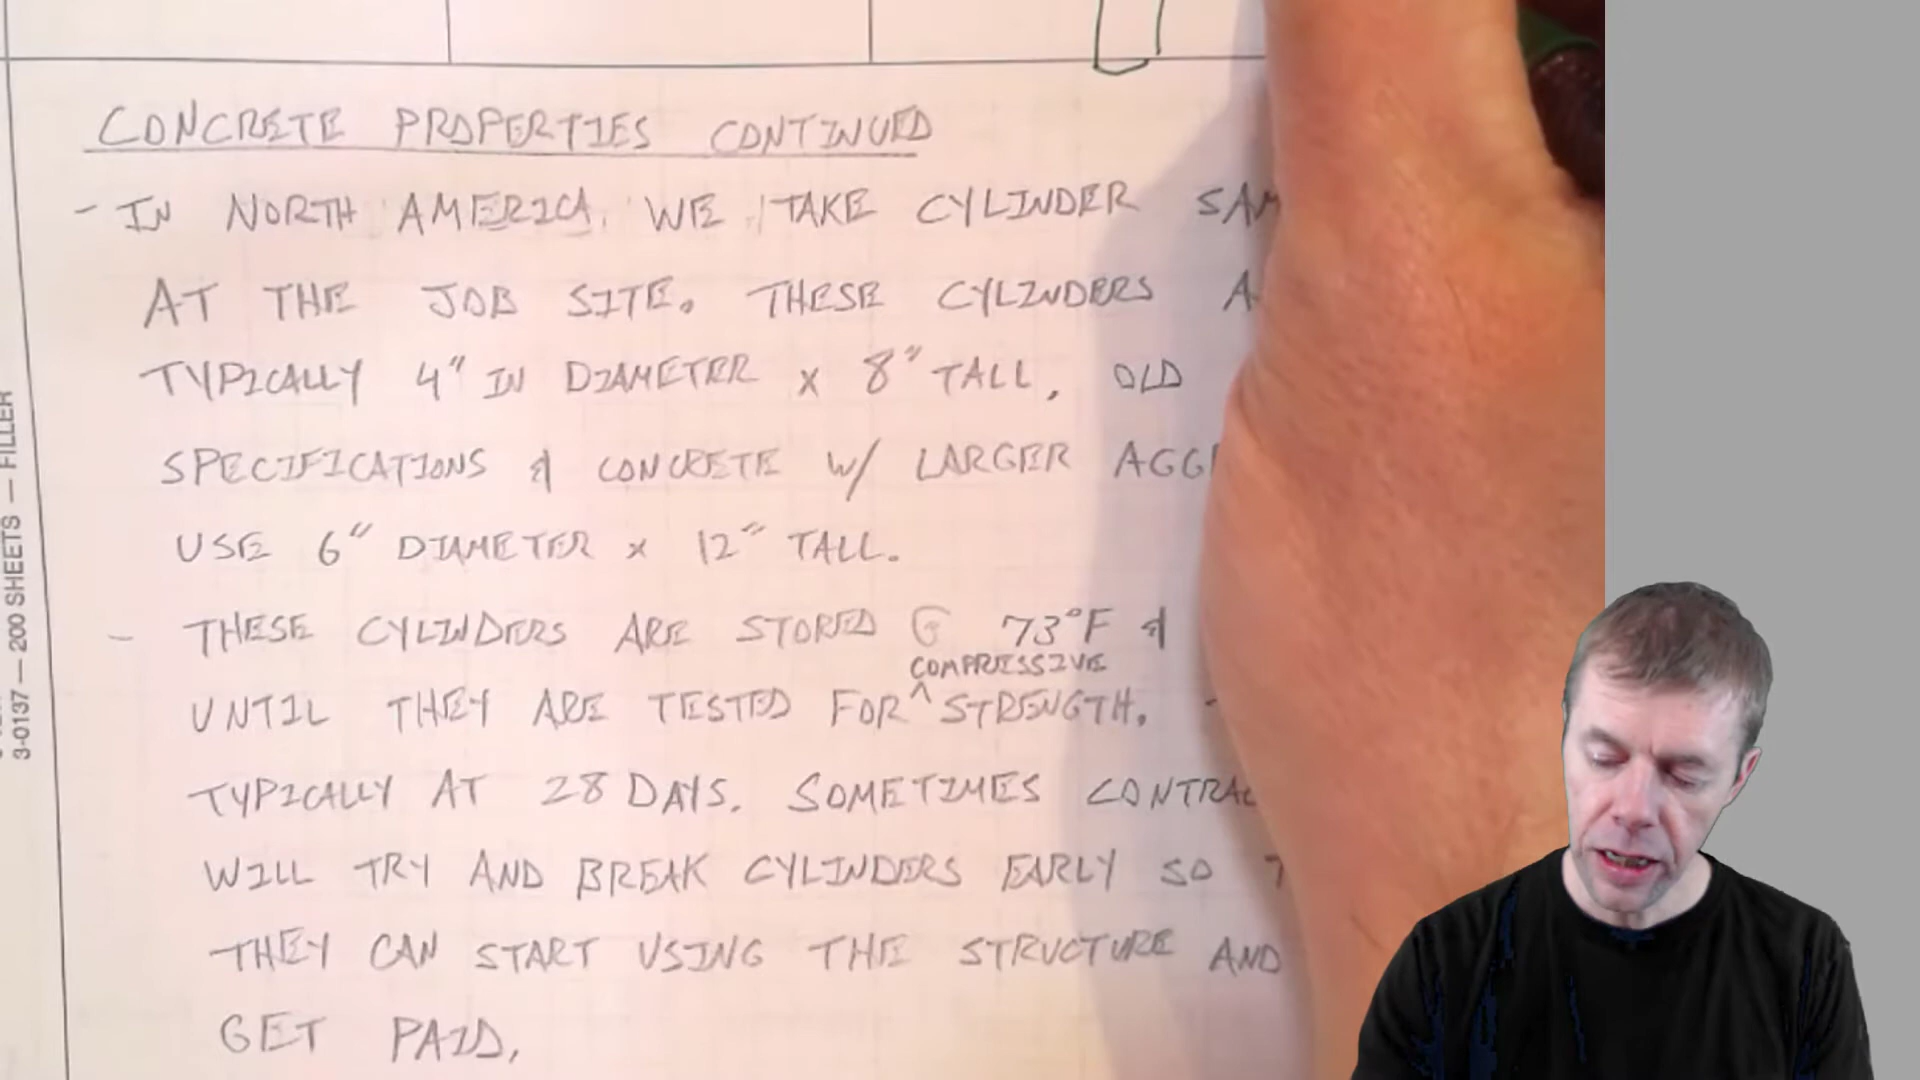 CONCRETE PROPERTIES CONTINUED
- IN NORTH AMERICA, WE TAKE CYLINDER SAM
AT THE JOB SITE. THESE CYLINDERS A
TYPICALLY 4" IN DIAMETER x 8" TALL. OLD
SPECIFICATIONS & CONCRETE W/ LARGER AGG
USE 6" DIAMETER x 12" TALL.
- THESE CYLINDERS ARE STORED @ 73°F &
COMPRESSIVE
UNTIL THEY ARE TESTED FOR ^ STRENGTH.
TYPICALLY AT 28 DAYS. SOMETIMES CONTRAC
WILL TRY AND BREAK CYLINDERS EARLY SO T
THEY CAN START USING THE STRUCTURE AND
GET PAID.
3-0137 — 200 SHEETS — FILLER